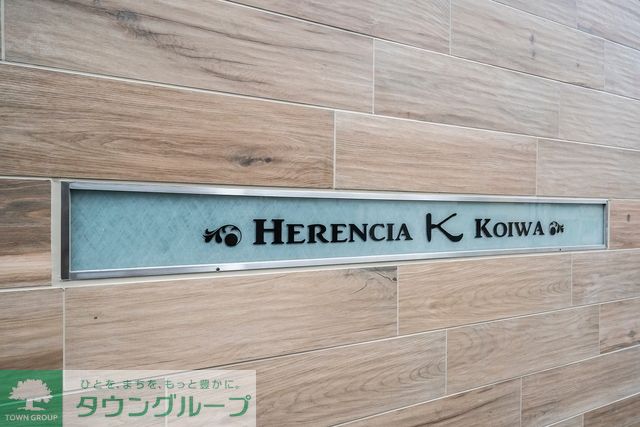 HERENCIA K KOIWA
TOWN GROUP
ひとを、まちを、もっと豊かに。
タウングループ